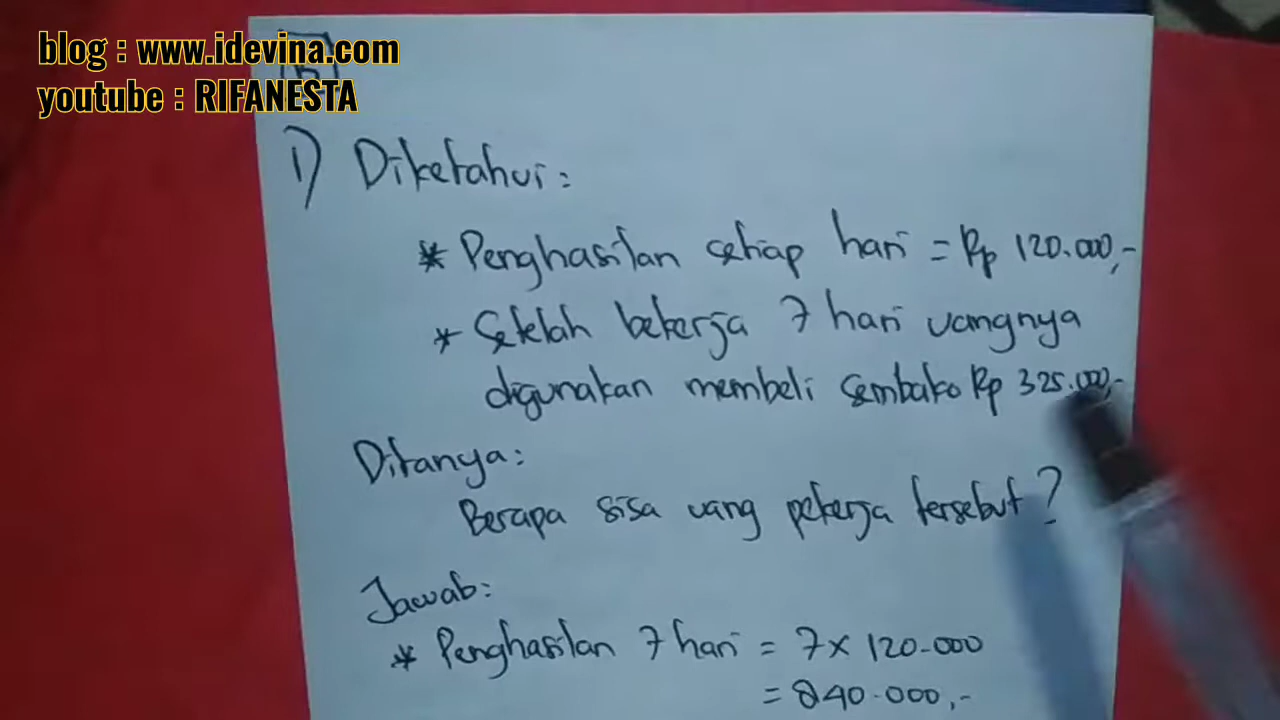 blog : www.idevina.com
youtube : RIFANESTA
1) Diketahui:
* Penghasilan setiap hari = Rp 120.000,-
* Setelah bekerja 7 hari uangnya
digunakan membeli sembako Rp 325.000,-
Ditanya:
Berapa sisa uang pekerja tersebut?
Jawab:
* Penghasilan 7 hari = 7 x 120.000
= 840.000,-